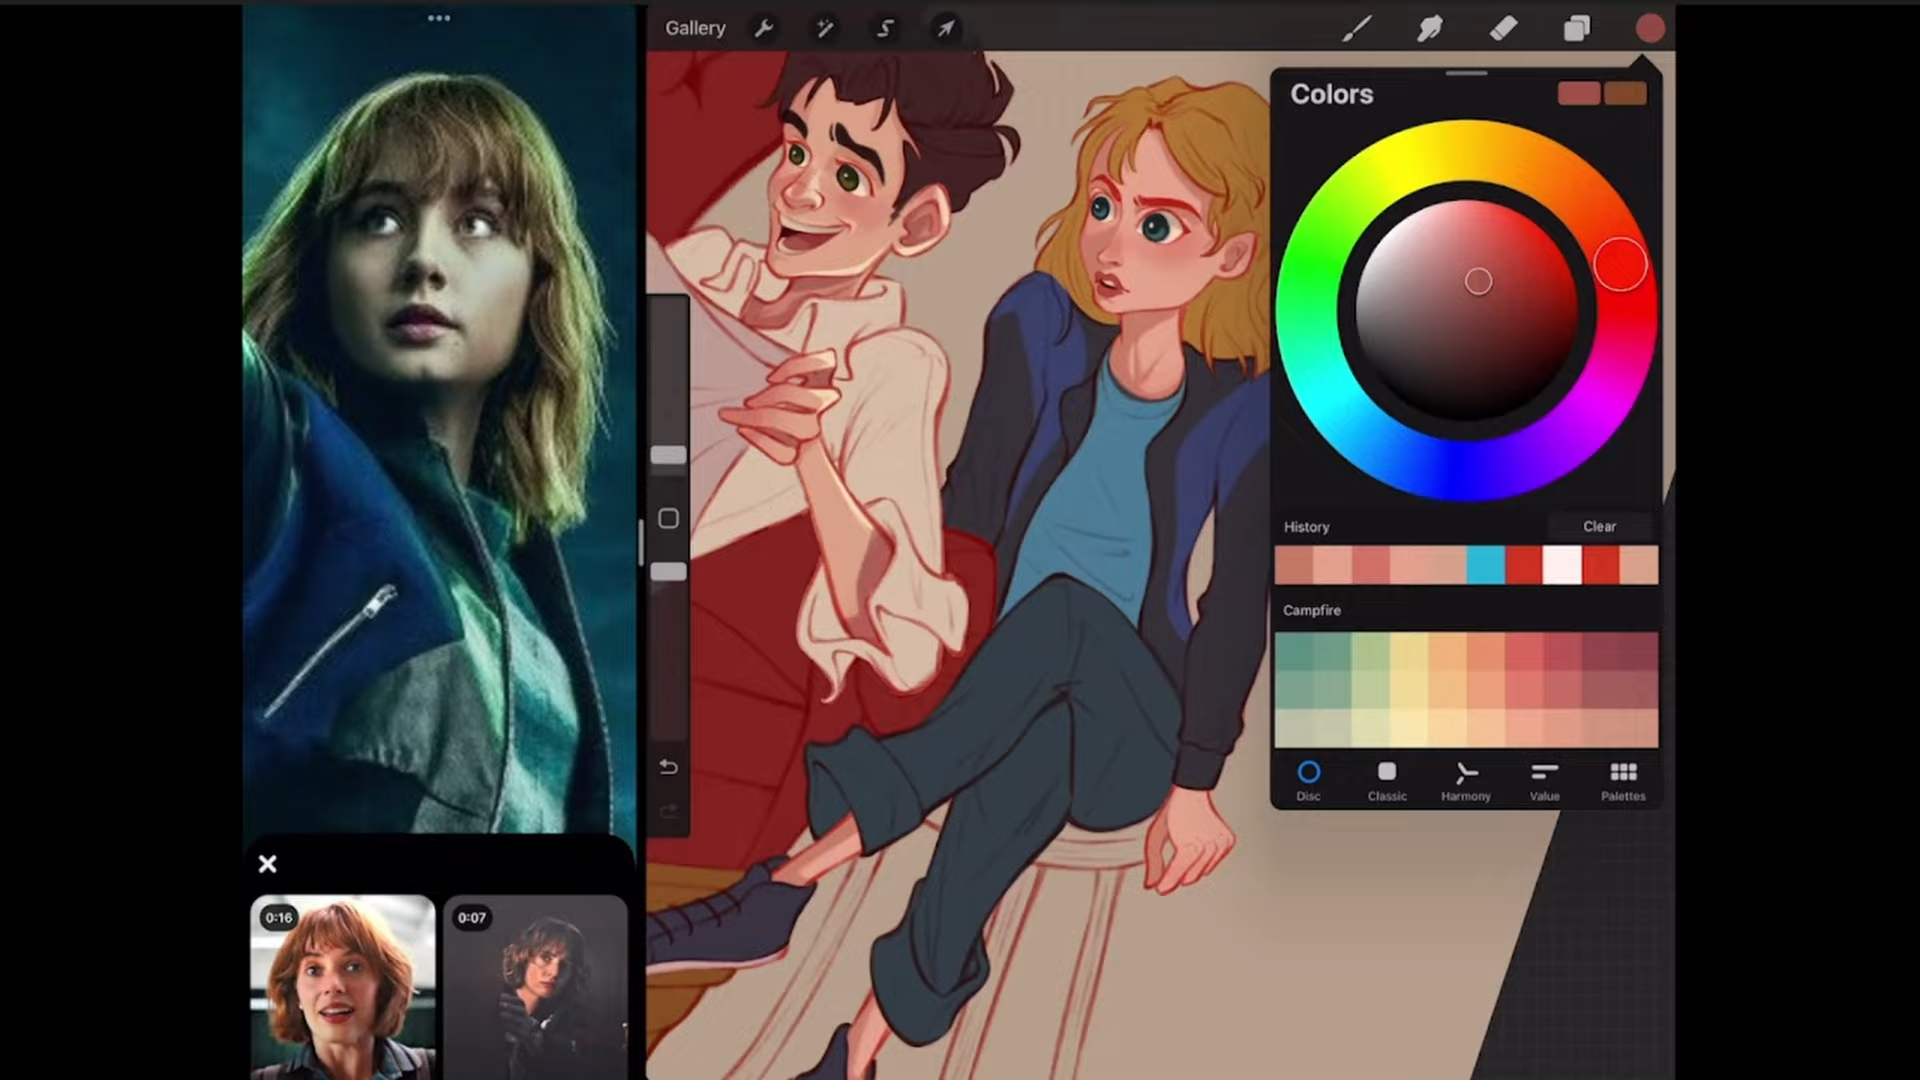 Gallery
Colors
History
Clear
Campfire
Disc
Classic
Harmony
Value
Palettes
0:16
0:07